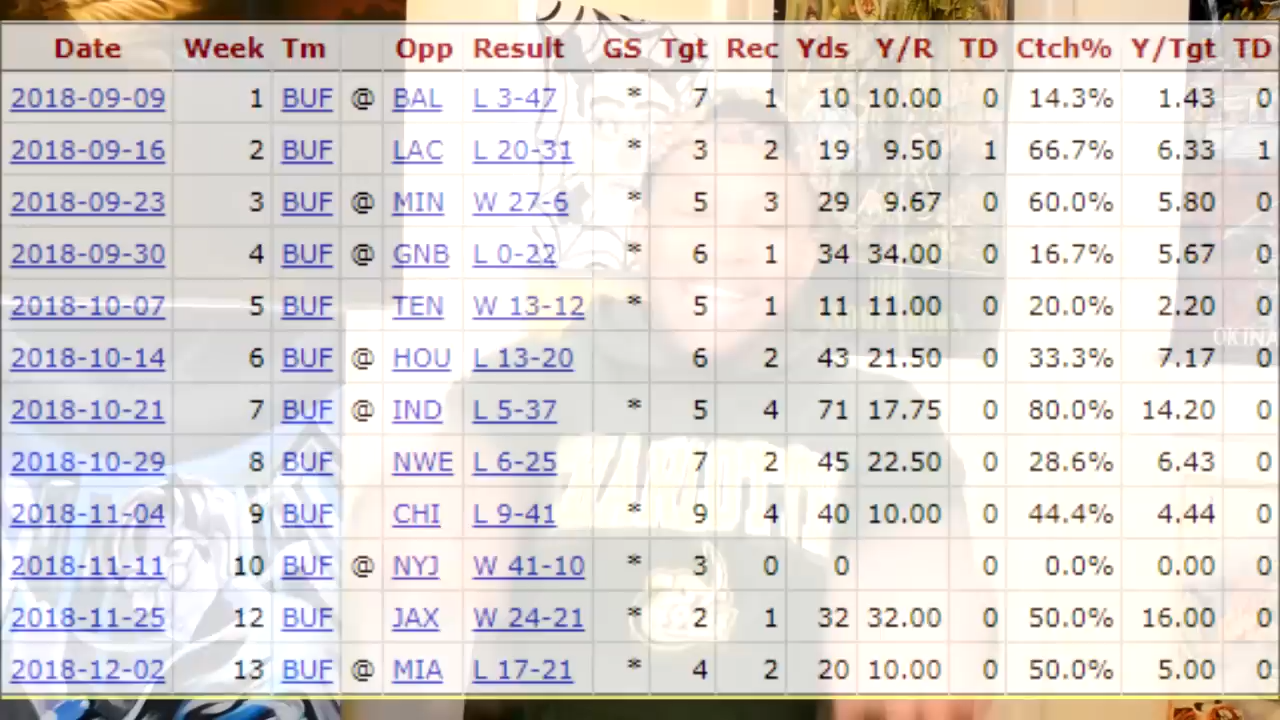 Date Week Tm Opp Result GS Tgt Rec Yds Y/R TD Ctch% Y/Tgt TD
2018-09-09 1 BUF @ BAL L 3-47 * 7 1 10 10.00 0 14.3% 1.43 0
2018-09-16 2 BUF LAC L 20-31 * 3 2 19 9.50 1 66.7% 6.33 1
2018-09-23 3 BUF @ MIN W 27-6 * 5 3 29 9.67 0 60.0% 5.80 0
2018-09-30 4 BUF @ GNB L 0-22 * 6 1 34 34.00 0 16.7% 5.67 0
2018-10-07 5 BUF TEN W 13-12 * 5 1 11 11.00 0 20.0% 2.20 0
2018-10-14 6 BUF @ HOU L 13-20 6 2 43 21.50 0 33.3% 7.17 0
2018-10-21 7 BUF @ IND L 5-37 * 5 4 71 17.75 0 80.0% 14.20 0
2018-10-29 8 BUF NWE L 6-25 7 2 45 22.50 0 28.6% 6.43 0
2018-11-04 9 BUF CHI L 9-41 * 9 4 40 10.00 0 44.4% 4.44 0
2018-11-11 10 BUF @ NYJ W 41-10 * 3 0 0 0 0.0% 0.00 0
2018-11-25 12 BUF JAX W 24-21 * 2 1 32 32.00 0 50.0% 16.00 0
2018-12-02 13 BUF @ MIA L 17-21 * 4 2 20 10.00 0 50.0% 5.00 0